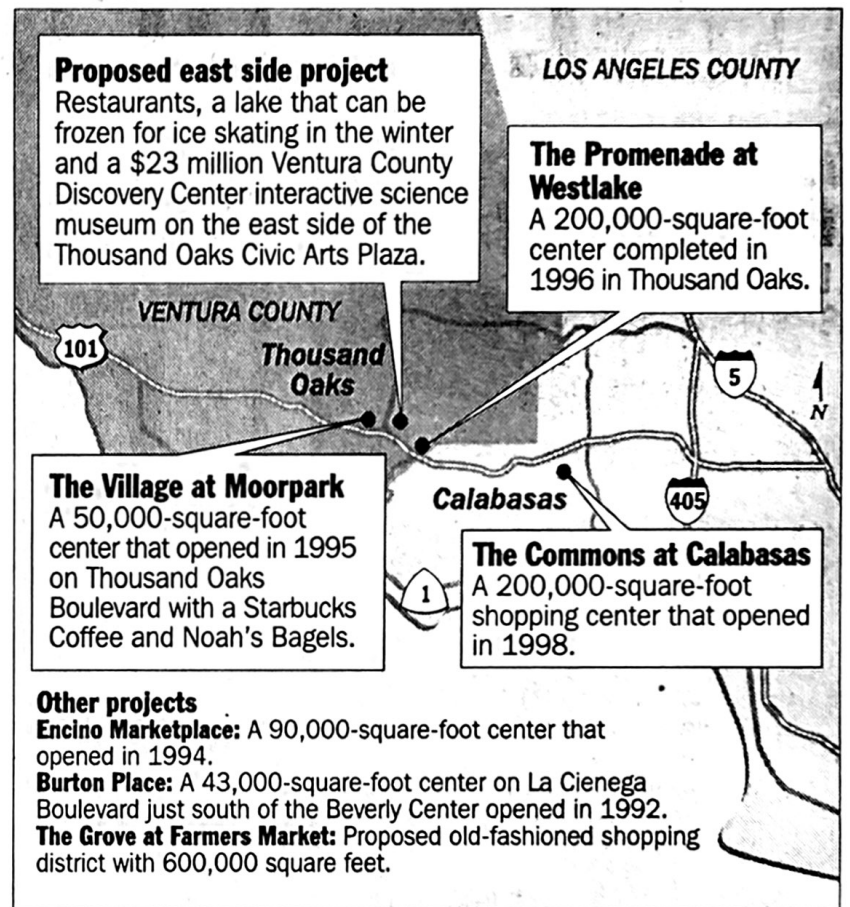 Proposed east side project
Restaurants, a lake that can be
frozen for ice skating in the winter
and a $23 million Ventura County
Discovery Center interactive science
museum on the east side of the
Thousand Oaks Civic Arts Plaza.
LOS ANGELES COUNTY
The Promenade at
Westlake
A 200,000-square-foot
center completed in
1996 in Thousand Oaks.
VENTURA COUNTY
101
Thousand
Oaks
5
N
The Village at Moorpark
A 50,000-square-foot
center that opened in 1995
on Thousand Oaks
Boulevard with a Starbucks
Coffee and Noah's Bagels.
Calabasas
405
1
The Commons at Calabasas
A 200,000-square-foot
shopping center that opened
in 1998.
Other projects
Encino Marketplace: A 90,000-square-foot center that
opened in 1994.
Burton Place: A 43,000-square-foot center on La Cienega
Boulevard just south of the Beverly Center opened in 1992.
The Grove at Farmers Market: Proposed old-fashioned shopping
district with 600,000 square feet.